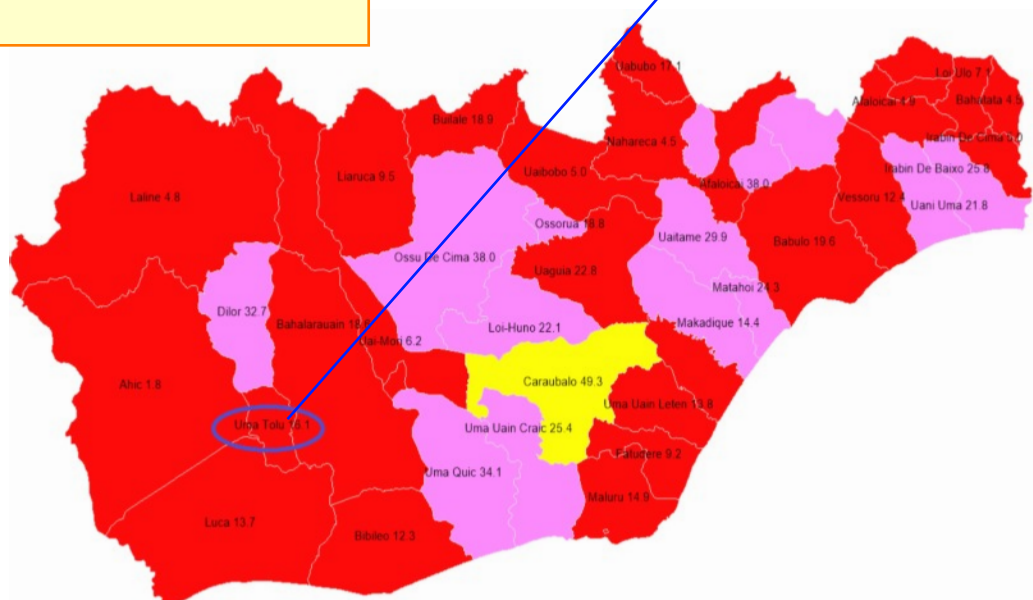 Uabubo 17.1
Loi Ulo 7.1
Afaloicai 4.9
Bahatata 4.5
Builale 18.9
Nahareca 4.5
Irabin De Cima
Liaruca 9.5
Uaibobo 5.0
Irabin De Baixo 25.8
Afaloicai 38.0
Laline 4.8
Vessoru 12.4
Uani Uma 21.8
Ossorua 18.8
Uaitame 29.9
Babulo 19.6
Ossu De Cima 38.0
Uaguia 22.8
Matahoi 24.3
Dilor 32.7
Bahalarauain
Loi-Huno 22.1
Makadique 14.4
Uai-Mori 6.2
Ahic 1.8
Caraubalo 49.3
Uma Uain Leten 13.8
Uma Tolu 16.1
Uma Uain Craic 25.4
Fatudere 9.2
Uma Quic 34.1
Maluru 14.9
Luca 13.7
Bibileo 12.3